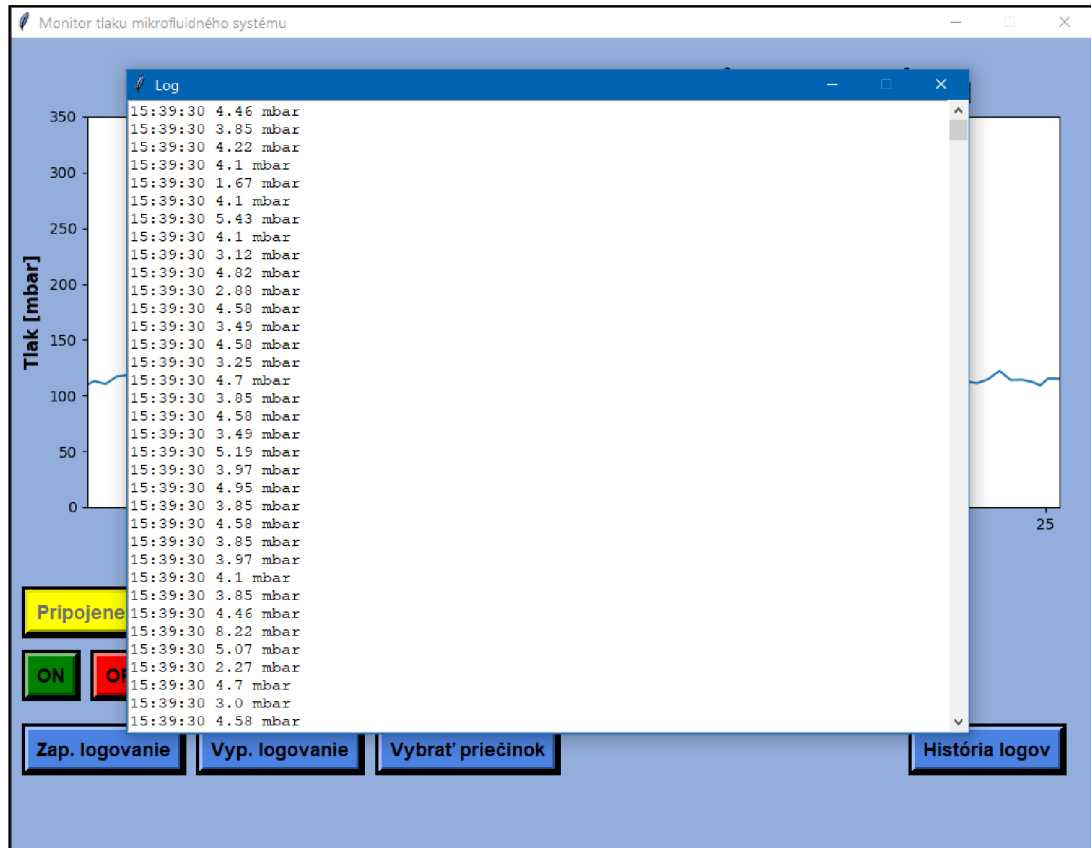 Monitor tlaku mikrofluidného systému
Log
15:39:30 4.46 mbar
15:39:30 3.85 mbar
15:39:30 4.22 mbar
15:39:30 4.1 mbar
15:39:30 1.67 mbar
15:39:30 4.1 mbar
15:39:30 5.43 mbar
15:39:30 4.1 mbar
15:39:30 3.12 mbar
15:39:30 4.82 mbar
15:39:30 2.88 mbar
15:39:30 4.58 mbar
15:39:30 3.49 mbar
15:39:30 4.58 mbar
15:39:30 3.25 mbar
15:39:30 4.7 mbar
15:39:30 3.85 mbar
15:39:30 4.58 mbar
15:39:30 3.49 mbar
15:39:30 5.19 mbar
15:39:30 3.97 mbar
15:39:30 4.95 mbar
15:39:30 3.85 mbar
15:39:30 4.58 mbar
15:39:30 3.85 mbar
15:39:30 3.97 mbar
15:39:30 4.1 mbar
15:39:30 3.85 mbar
15:39:30 4.46 mbar
15:39:30 8.22 mbar
15:39:30 5.07 mbar
15:39:30 2.27 mbar
15:39:30 4.7 mbar
15:39:30 3.0 mbar
15:39:30 4.58 mbar
350
300
250
200
150
100
50
0
Tlak [mbar]
25
Pripojene
ON
Zap. logovanie
Vyp. logovanie
Vybrať priečinok
História logov